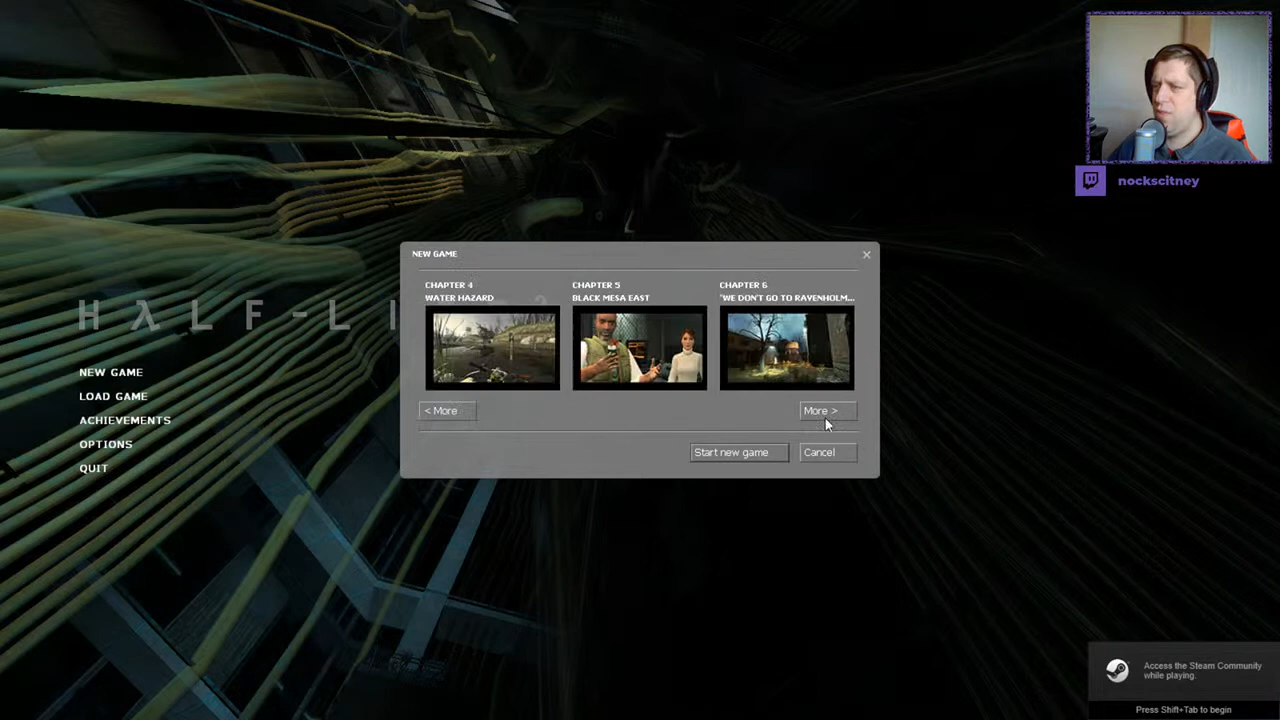 nockscitney
NEW GAME
CHAPTER 4
WATER HAZARD
CHAPTER 5
BLACK MESA EAST
CHAPTER 6
"WE DON'T GO TO RAVENHOLM...
< More
More >
Start new game
Cancel
HλLF-LI
NEW GAME
LOAD GAME
ACHIEVEMENTS
OPTIONS
QUIT
Access the Steam Community
while playing.
Press Shift+Tab to begin